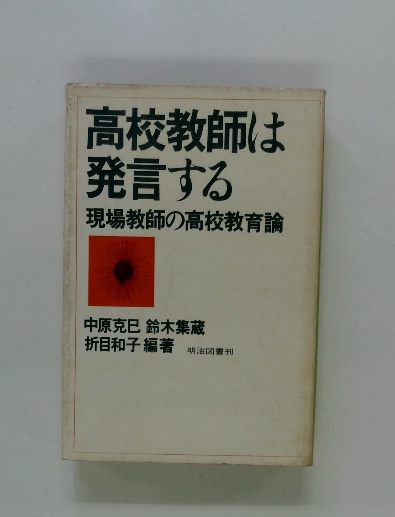 高校教師は
発言する
現場教師の高校教育論
中原克巳 鈴木集蔵
折目和子編著 明治図書刊